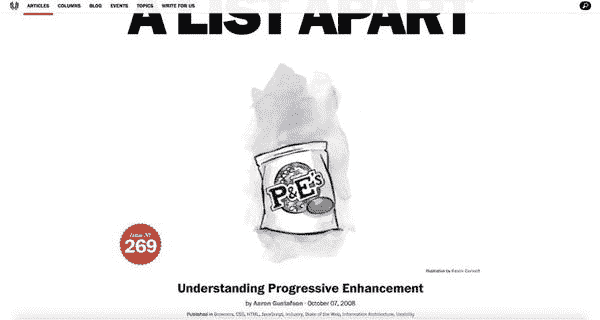 ARTICLES COLUMNS BLOG EVENTS TOPICS WRITE FOR US
A LIST APART
P&E's
Issue № 269
Illustration by Kevin Cornell
Understanding Progressive Enhancement
by Aaron Gustafson · October 07, 2008
Published in Browsers, CSS, HTML, JavaScript, Industry, State of the Web, Information Architecture, Usability